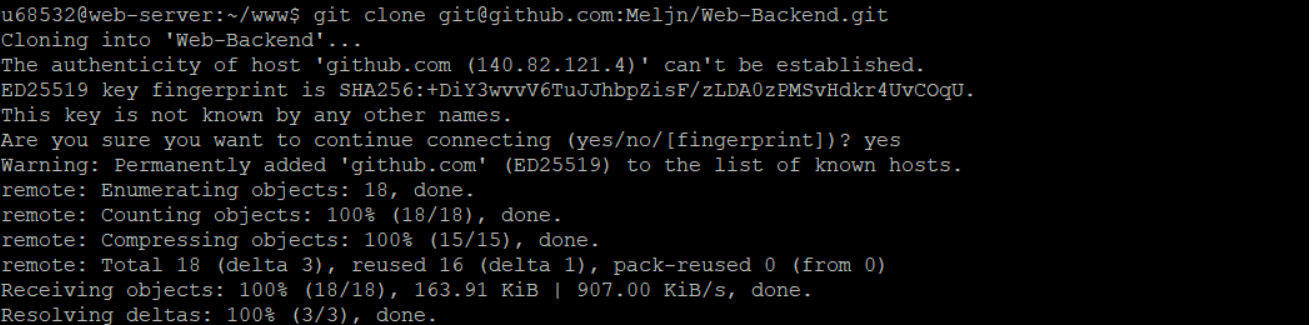 u68532@web-server:~/www$ git clone git@github.com:Meljn/Web-Backend.git
Cloning into 'Web-Backend'...
The authenticity of host 'github.com (140.82.121.4)' can't be established.
ED25519 key fingerprint is SHA256:+DiY3wvvV6TuJJhbpZisF/zLDA0zPMSvHdkr4UvCOqU.
This key is not known by any other names.
Are you sure you want to continue connecting (yes/no/[fingerprint])? yes
Warning: Permanently added 'github.com' (ED25519) to the list of known hosts.
remote: Enumerating objects: 18, done.
remote: Counting objects: 100% (18/18), done.
remote: Compressing objects: 100% (15/15), done.
remote: Total 18 (delta 3), reused 16 (delta 1), pack-reused 0 (from 0)
Receiving objects: 100% (18/18), 163.91 KiB | 907.00 KiB/s, done.
Resolving deltas: 100% (3/3), done.